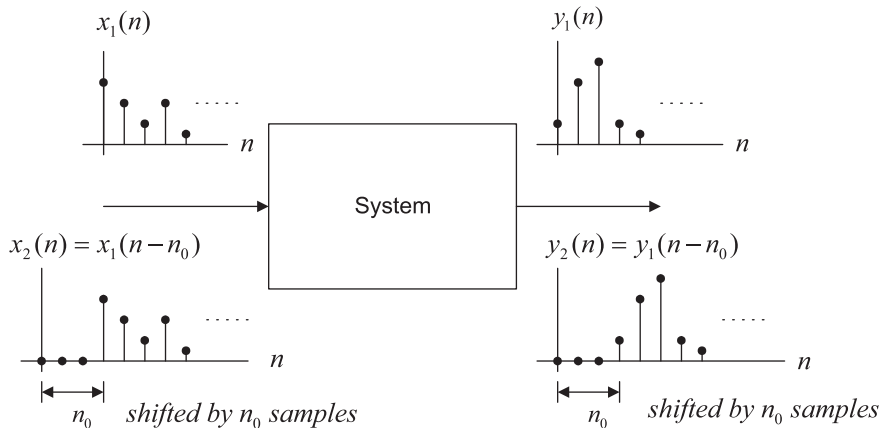 x₁(n)
y₁(n)
n
n
System
x₂(n) = x₁(n − n₀)
y₂(n) = y₁(n − n₀)
n
n
n₀ shifted by n₀ samples
n₀ shifted by n₀ samples